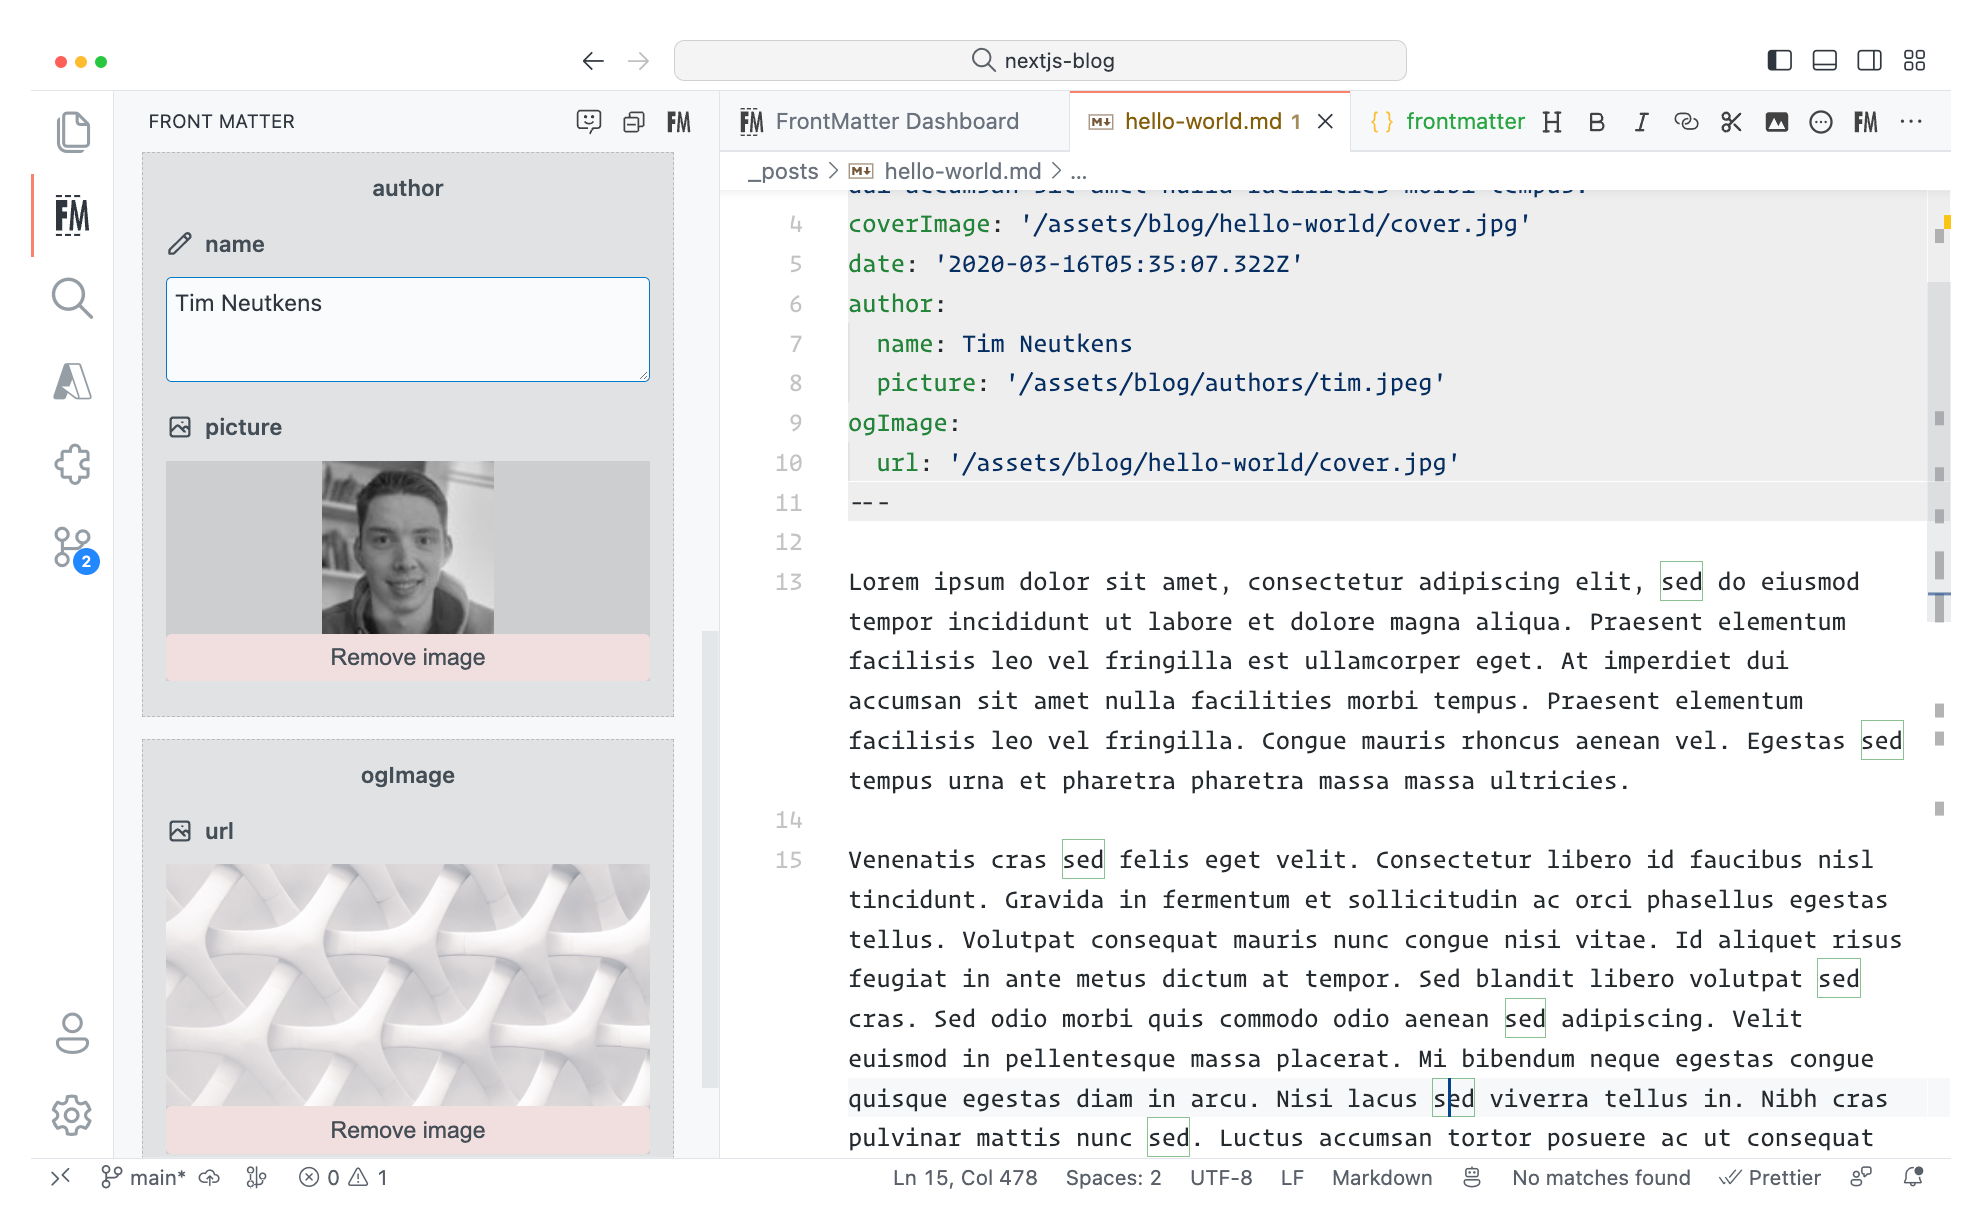 nextjs-blog
FRONT MATTER
FM
FM FrontMatter Dashboard
hello-world.md 1
{ } frontmatter
H B I FM ...
_posts > hello-world.md > ...
FM
2
author
name
Tim Neutkens
picture
Remove image
ogImage
url
Remove image
dui accumsan sit amet nulla facilities morbi tempus.
4 coverImage: '/assets/blog/hello-world/cover.jpg'
5 date: '2020-03-16T05:35:07.322Z'
6 author:
7 name: Tim Neutkens
8 picture: '/assets/blog/authors/tim.jpeg'
9 ogImage:
10 url: '/assets/blog/hello-world/cover.jpg'
11 ---
12
13 Lorem ipsum dolor sit amet, consectetur adipiscing elit, sed do eiusmod
tempor incididunt ut labore et dolore magna aliqua. Praesent elementum
facilisis leo vel fringilla est ullamcorper eget. At imperdiet dui
accumsan sit amet nulla facilities morbi tempus. Praesent elementum
facilisis leo vel fringilla. Congue mauris rhoncus aenean vel. Egestas sed
tempus urna et pharetra pharetra massa massa ultricies.
14
15 Venenatis cras sed felis eget velit. Consectetur libero id faucibus nisl
tincidunt. Gravida in fermentum et sollicitudin ac orci phasellus egestas
tellus. Volutpat consequat mauris nunc congue nisi vitae. Id aliquet risus
feugiat in ante metus dictum at tempor. Sed blandit libero volutpat sed
cras. Sed odio morbi quis commodo odio aenean sed adipiscing. Velit
euismod in pellentesque massa placerat. Mi bibendum neque egestas congue
quisque egestas diam in arcu. Nisi lacus sed viverra tellus in. Nibh cras
pulvinar mattis nunc sed. Luctus accumsan tortor posuere ac ut consequat
main* 0 1 Ln 15, Col 478 Spaces: 2 UTF-8 LF Markdown No matches found Prettier